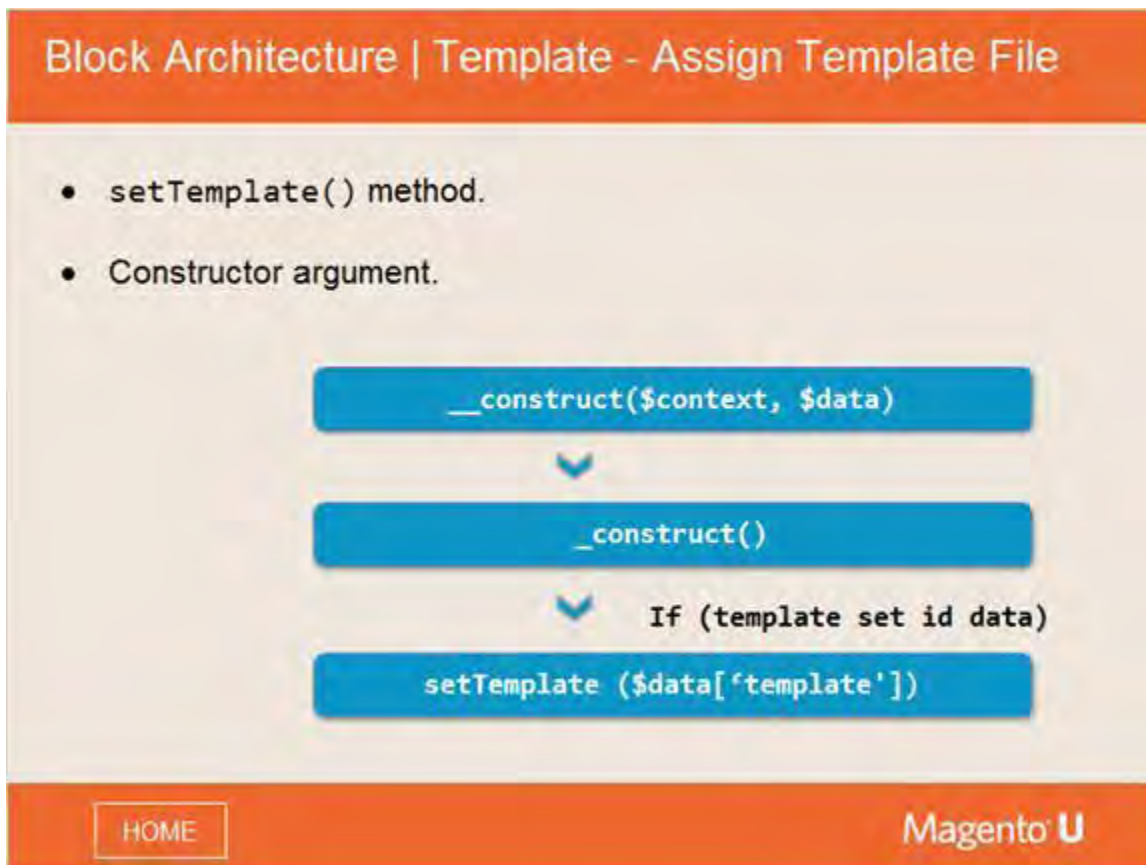 Block Architecture | Template - Assign Template File
● setTemplate() method.
● Constructor argument.
__construct($context, $data)
_construct()
If (template set id data)
setTemplate ($data[‘template'])
HOME
Magento U